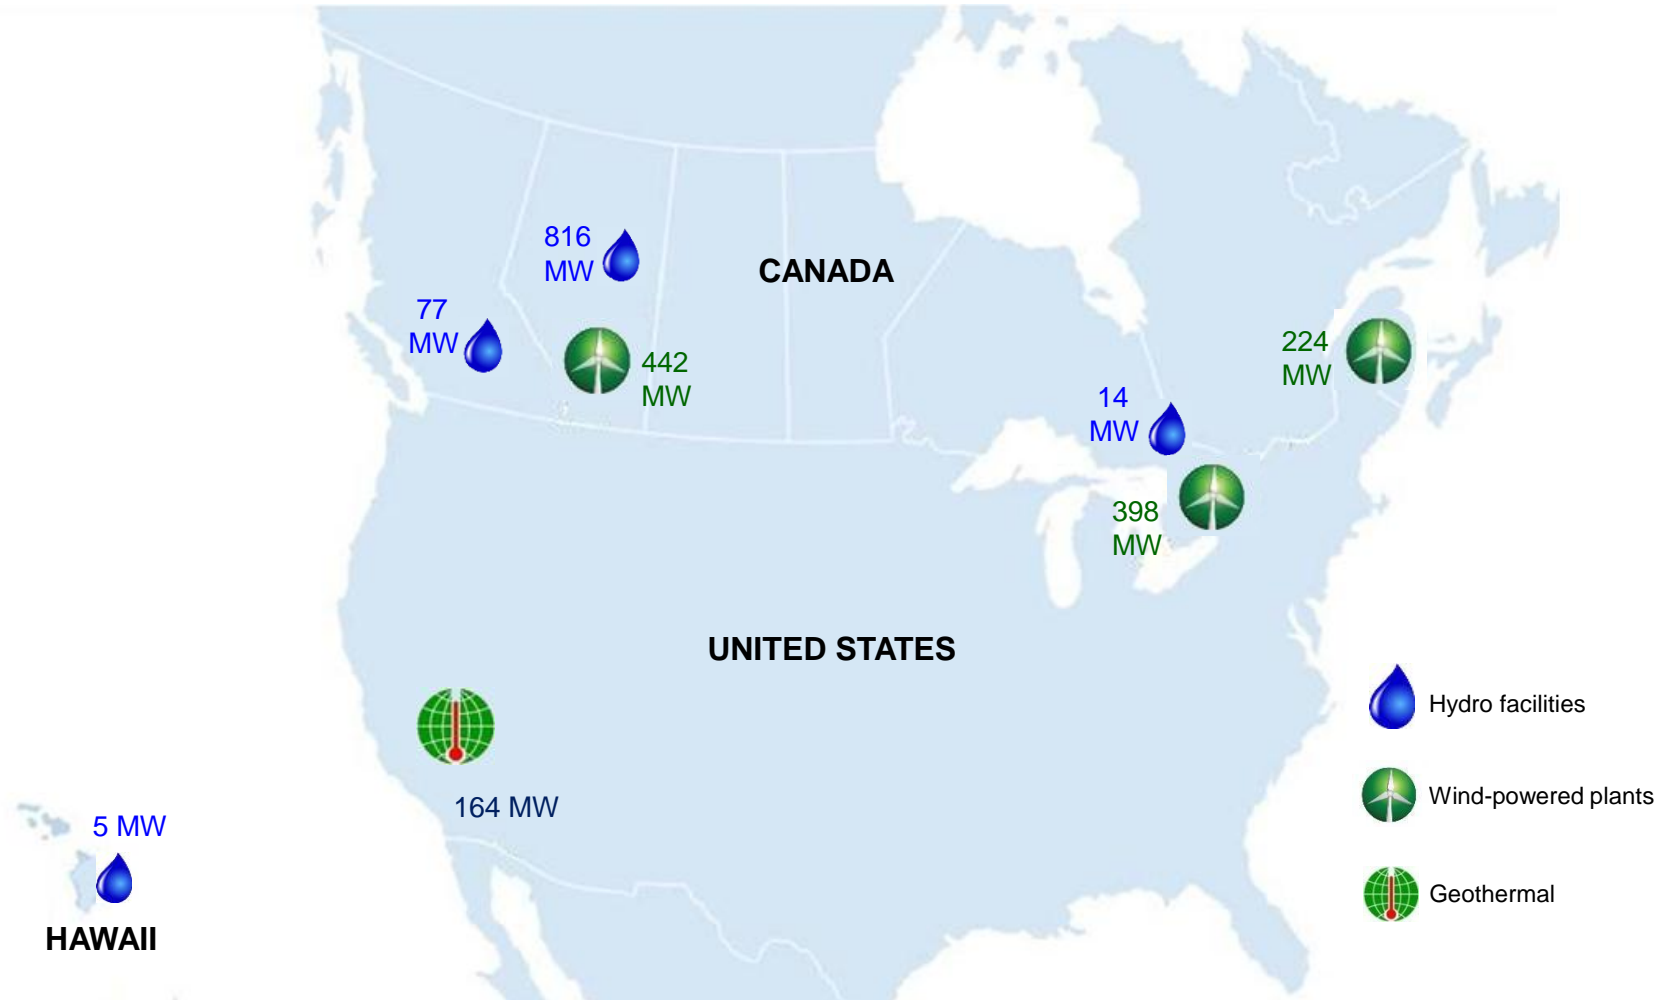 816
MW
CANADA
77
MW
442
MW
224
MW
14
MW
398
MW
UNITED STATES
Hydro facilities
Wind-powered plants
164 MW
5 MW
Geothermal
HAWAII